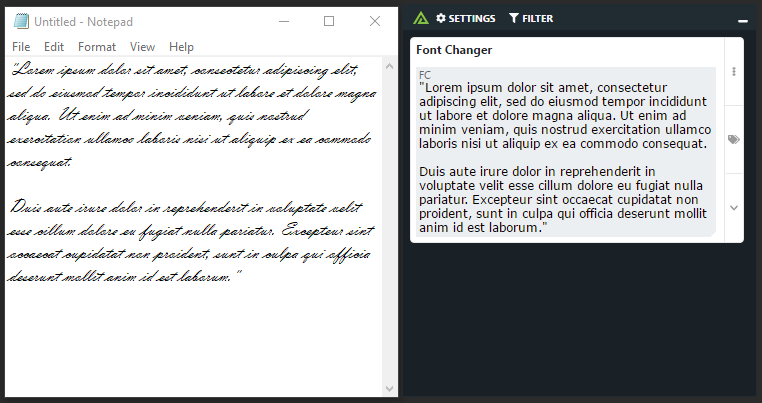 Untitled - Notepad
File Edit Format View Help
"Lorem ipsum dolor sit amet, consectetur adipiscing elit,
sed do eiusmod tempor incididunt ut labore et dolore magna
aliqua. Ut enim ad minim veniam, quis nostrud
exercitation ullamco laboris nisi ut aliquip ex ea commodo
consequat.
Duis aute irure dolor in reprehenderit in voluptate velit
esse cillum dolore eu fugiat nulla pariatur. Excepteur sint
occaecat cupidatat non proident, sunt in culpa qui officia
deserunt mollit anim id est laborum."
SETTINGS FILTER
Font Changer
FC
"Lorem ipsum dolor sit amet, consectetur
adipiscing elit, sed do eiusmod tempor incididunt
ut labore et dolore magna aliqua. Ut enim ad
minim veniam, quis nostrud exercitation ullamco
laboris nisi ut aliquip ex ea commodo consequat.
Duis aute irure dolor in reprehenderit in
voluptate velit esse cillum dolore eu fugiat nulla
pariatur. Excepteur sint occaecat cupidatat non
proident, sunt in culpa qui officia deserunt mollit
anim id est laborum."